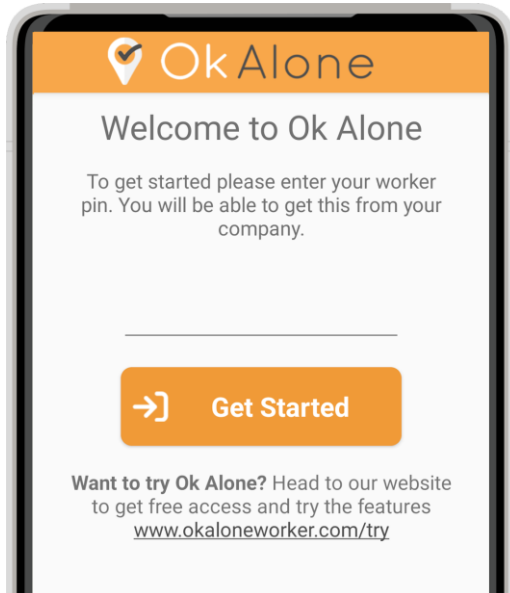 OkAlone
Welcome to Ok Alone
To get started please enter your worker
pin. You will be able to get this from your
company.
Get Started
Want to try Ok Alone? Head to our website
to get free access and try the features
www.okaloneworker.com/try